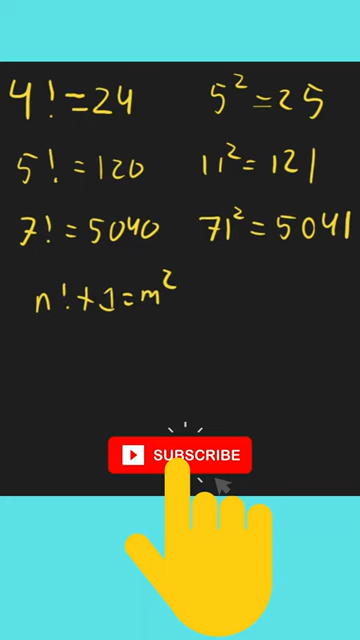 4! = 24 5² = 25
5! = 120 11² = 121
7! = 5040 71² = 5041
n! + 1 = m²
SUBSCRIBE